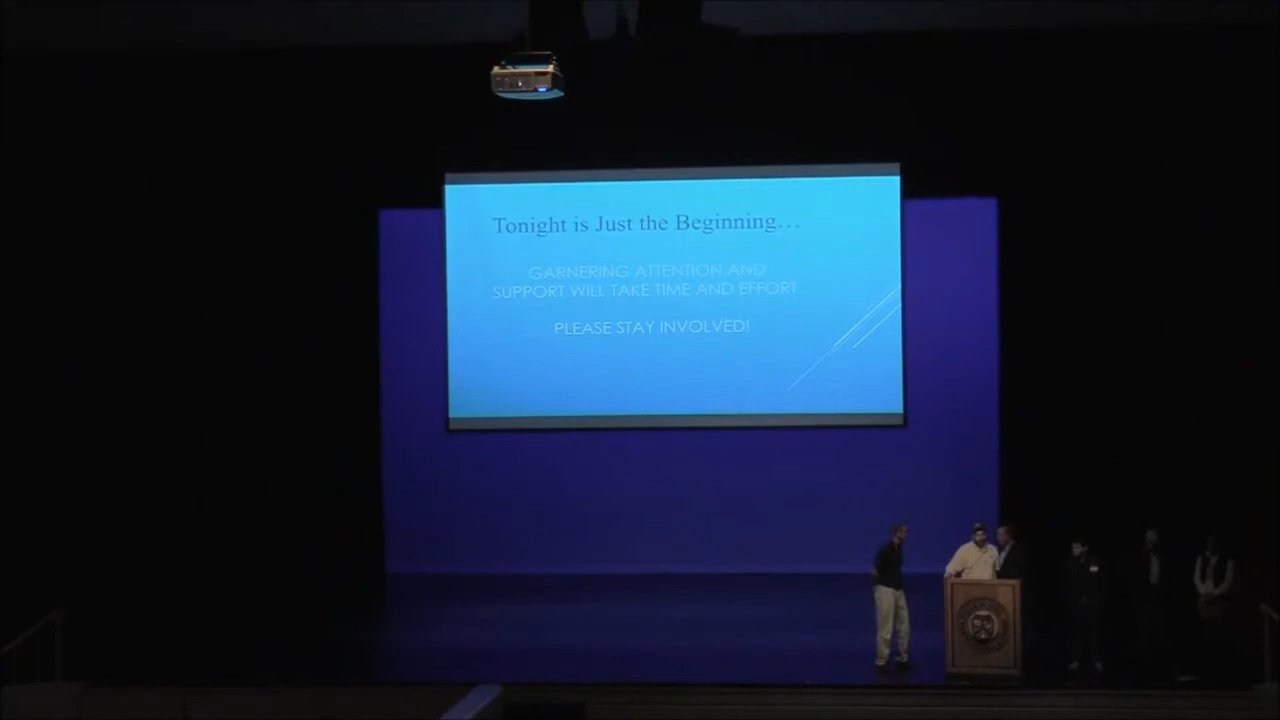 Tonight is Just the Beginning...
GARNERING ATTENTION AND
SUPPORT WILL TAKE TIME AND EFFORT
PLEASE STAY INVOLVED!